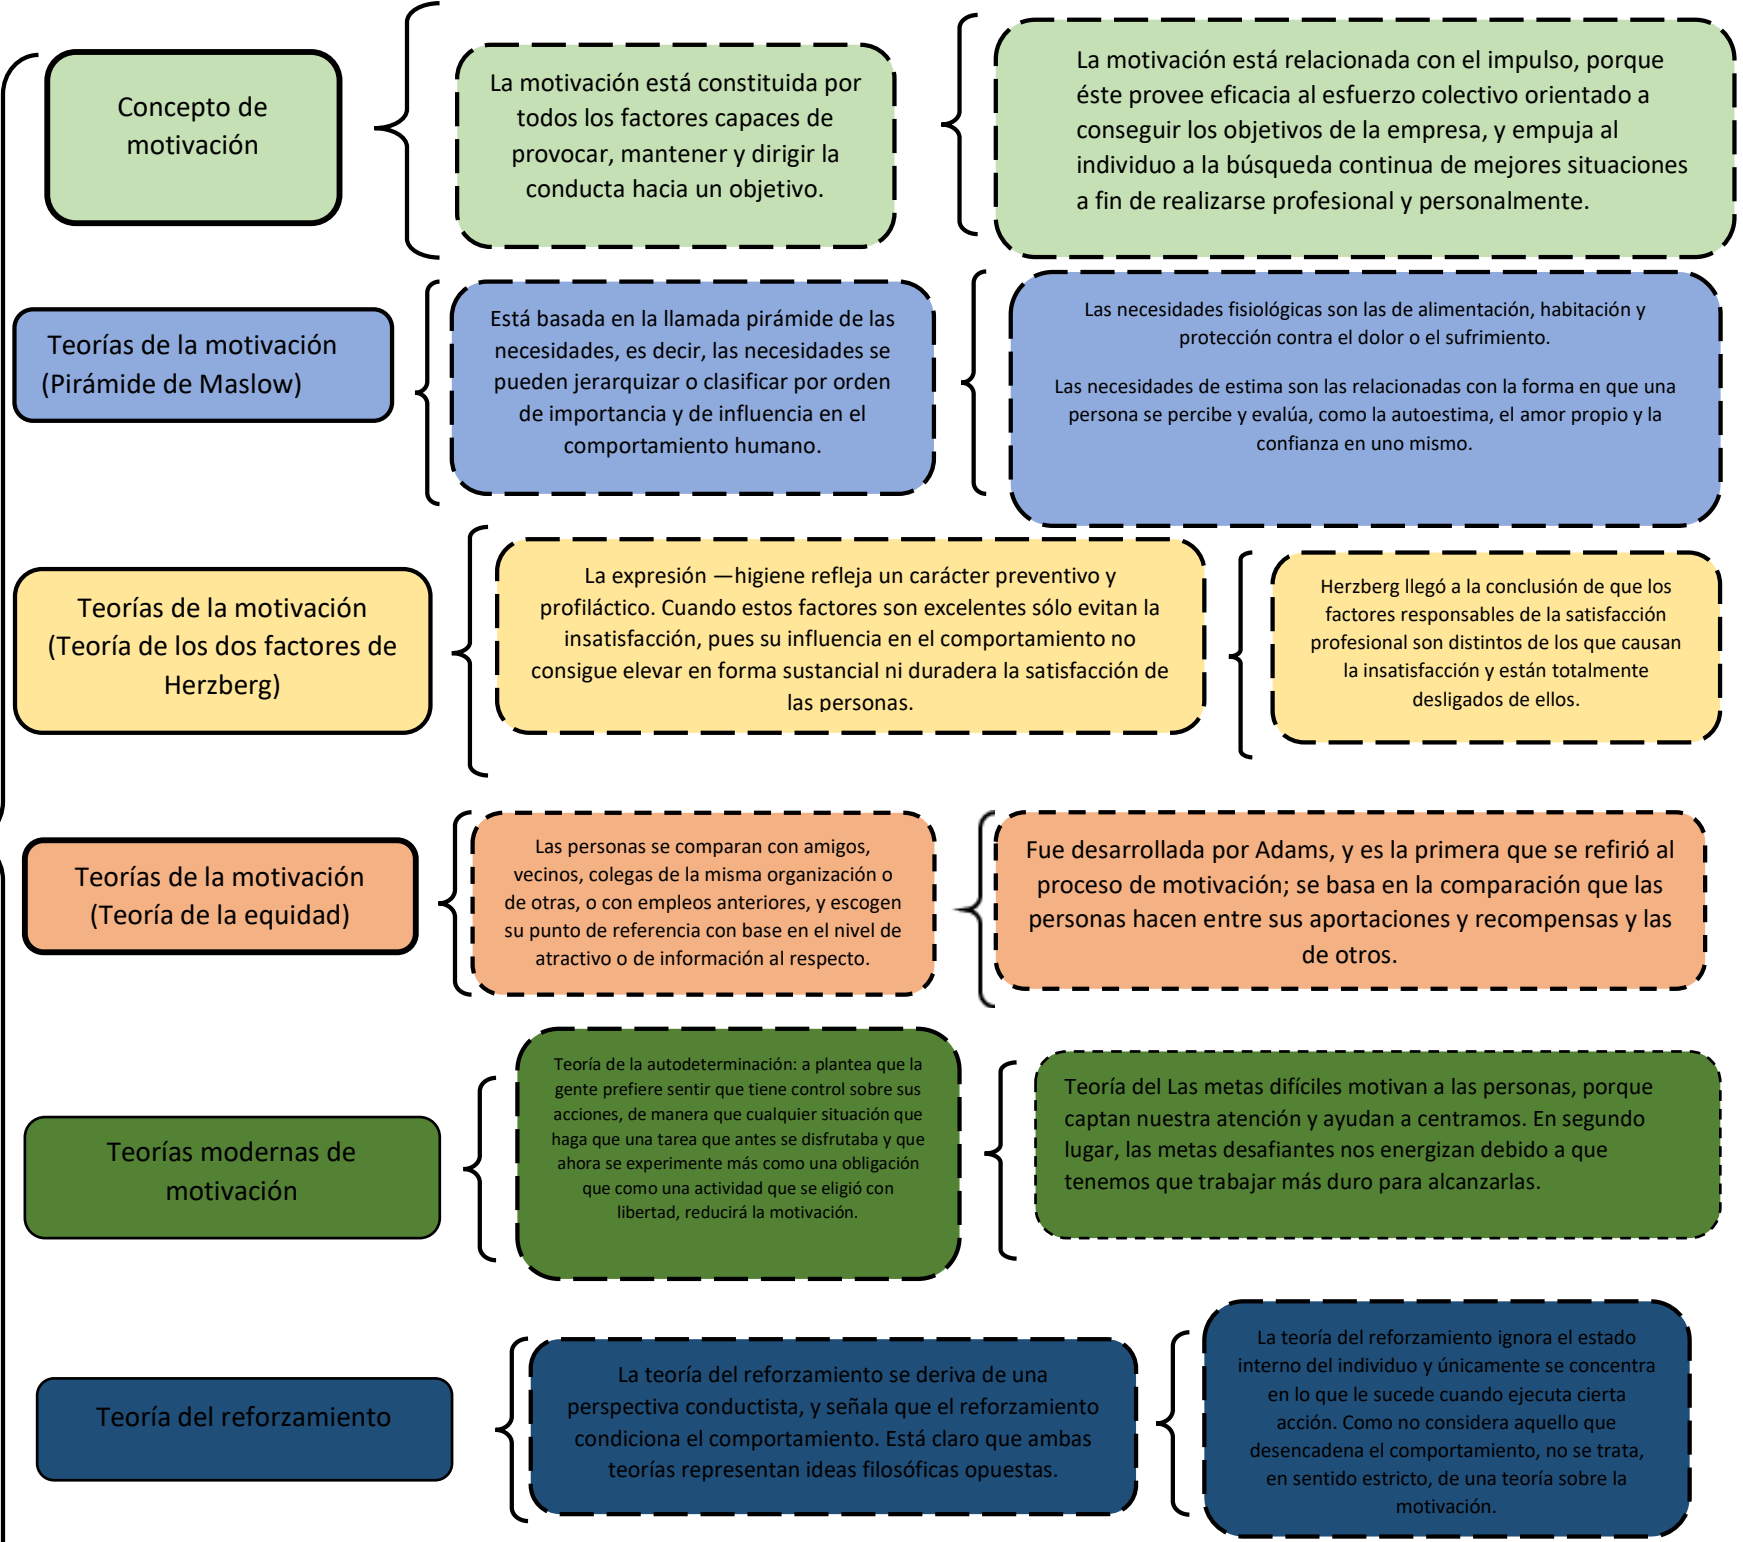 Concepto de
motivación
La motivación está constituida por
todos los factores capaces de
provocar, mantener y dirigir la
conducta hacia un objetivo.
La motivación está relacionada con el impulso, porque
éste provee eficacia al esfuerzo colectivo orientado a
conseguir los objetivos de la empresa, y empuja al
individuo a la búsqueda continua de mejores situaciones
a fin de realizarse profesional y personalmente.
Teorías de la motivación
(Pirámide de Maslow)
Está basada en la llamada pirámide de las
necesidades, es decir, las necesidades se
pueden jerarquizar o clasificar por orden
de importancia y de influencia en el
comportamiento humano.
Las necesidades fisiológicas son las de alimentación, habitación y
protección contra el dolor o el sufrimiento.
Las necesidades de estima son las relacionadas con la forma en que una
persona se percibe y evalúa, como la autoestima, el amor propio y la
confianza en uno mismo.
Teorías de la motivación
(Teoría de los dos factores de
Herzberg)
La expresión —higiene refleja un carácter preventivo y
profiláctico. Cuando estos factores son excelentes sólo evitan la
insatisfacción, pues su influencia en el comportamiento no
consigue elevar en forma sustancial ni duradera la satisfacción de
las personas.
Herzberg llegó a la conclusión de que los
factores responsables de la satisfacción
profesional son distintos de los que causan
la insatisfacción y están totalmente
desligados de ellos.
Teorías de la motivación
(Teoría de la equidad)
Las personas se comparan con amigos,
vecinos, colegas de la misma organización o
de otras, o con empleos anteriores, y escogen
su punto de referencia con base en el nivel de
atractivo o de información al respecto.
Fue desarrollada por Adams, y es la primera que se refirió al
proceso de motivación; se basa en la comparación que las
personas hacen entre sus aportaciones y recompensas y las
de otros.
Teorías modernas de
motivación
Teoría de la autodeterminación: a plantea que la
gente prefiere sentir que tiene control sobre sus
acciones, de manera que cualquier situación que
haga que una tarea que antes se disfrutaba y que
ahora se experimente más como una obligación
que como una actividad que se eligió con
libertad, reducirá la motivación.
Teoría del Las metas difíciles motivan a las personas, porque
captan nuestra atención y ayudan a centramos. En segundo
lugar, las metas desafiantes nos energizan debido a que
tenemos que trabajar más duro para alcanzarlas.
Teoría del reforzamiento
La teoría del reforzamiento se deriva de una
perspectiva conductista, y señala que el reforzamiento
condiciona el comportamiento. Está claro que ambas
teorías representan ideas filosóficas opuestas.
La teoría del reforzamiento ignora el estado
interno del individuo y únicamente se concentra
en lo que le sucede cuando ejecuta cierta
acción. Como no considera aquello que
desencadena el comportamiento, no se trata,
en sentido estricto, de una teoría sobre la
motivación.